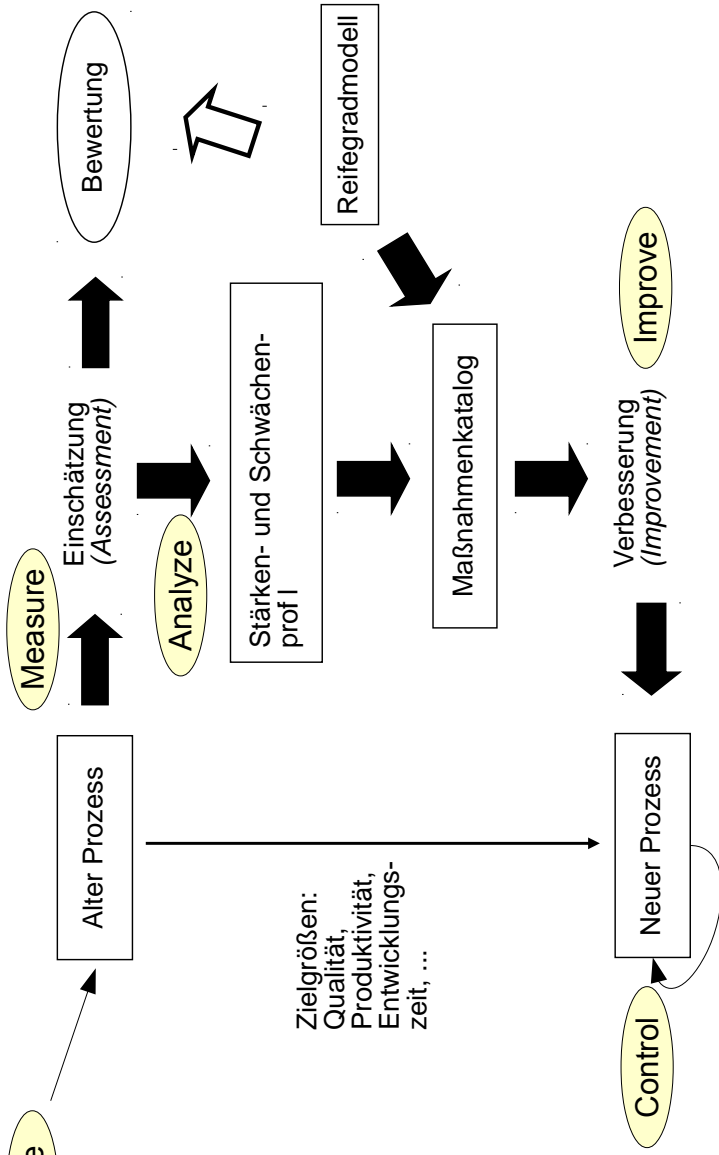 Measure
Alter Prozess
Einschätzung
(Assessment)
Bewertung
Analyze
Stärken- und Schwächen-
prof l
Zielgrößen:
Qualität,
Produktivität,
Entwicklungs-
zeit, ...
Reifegradmodell
Maßnahmenkatalog
Control
Neuer Prozess
Verbesserung
(Improvement)
Improve